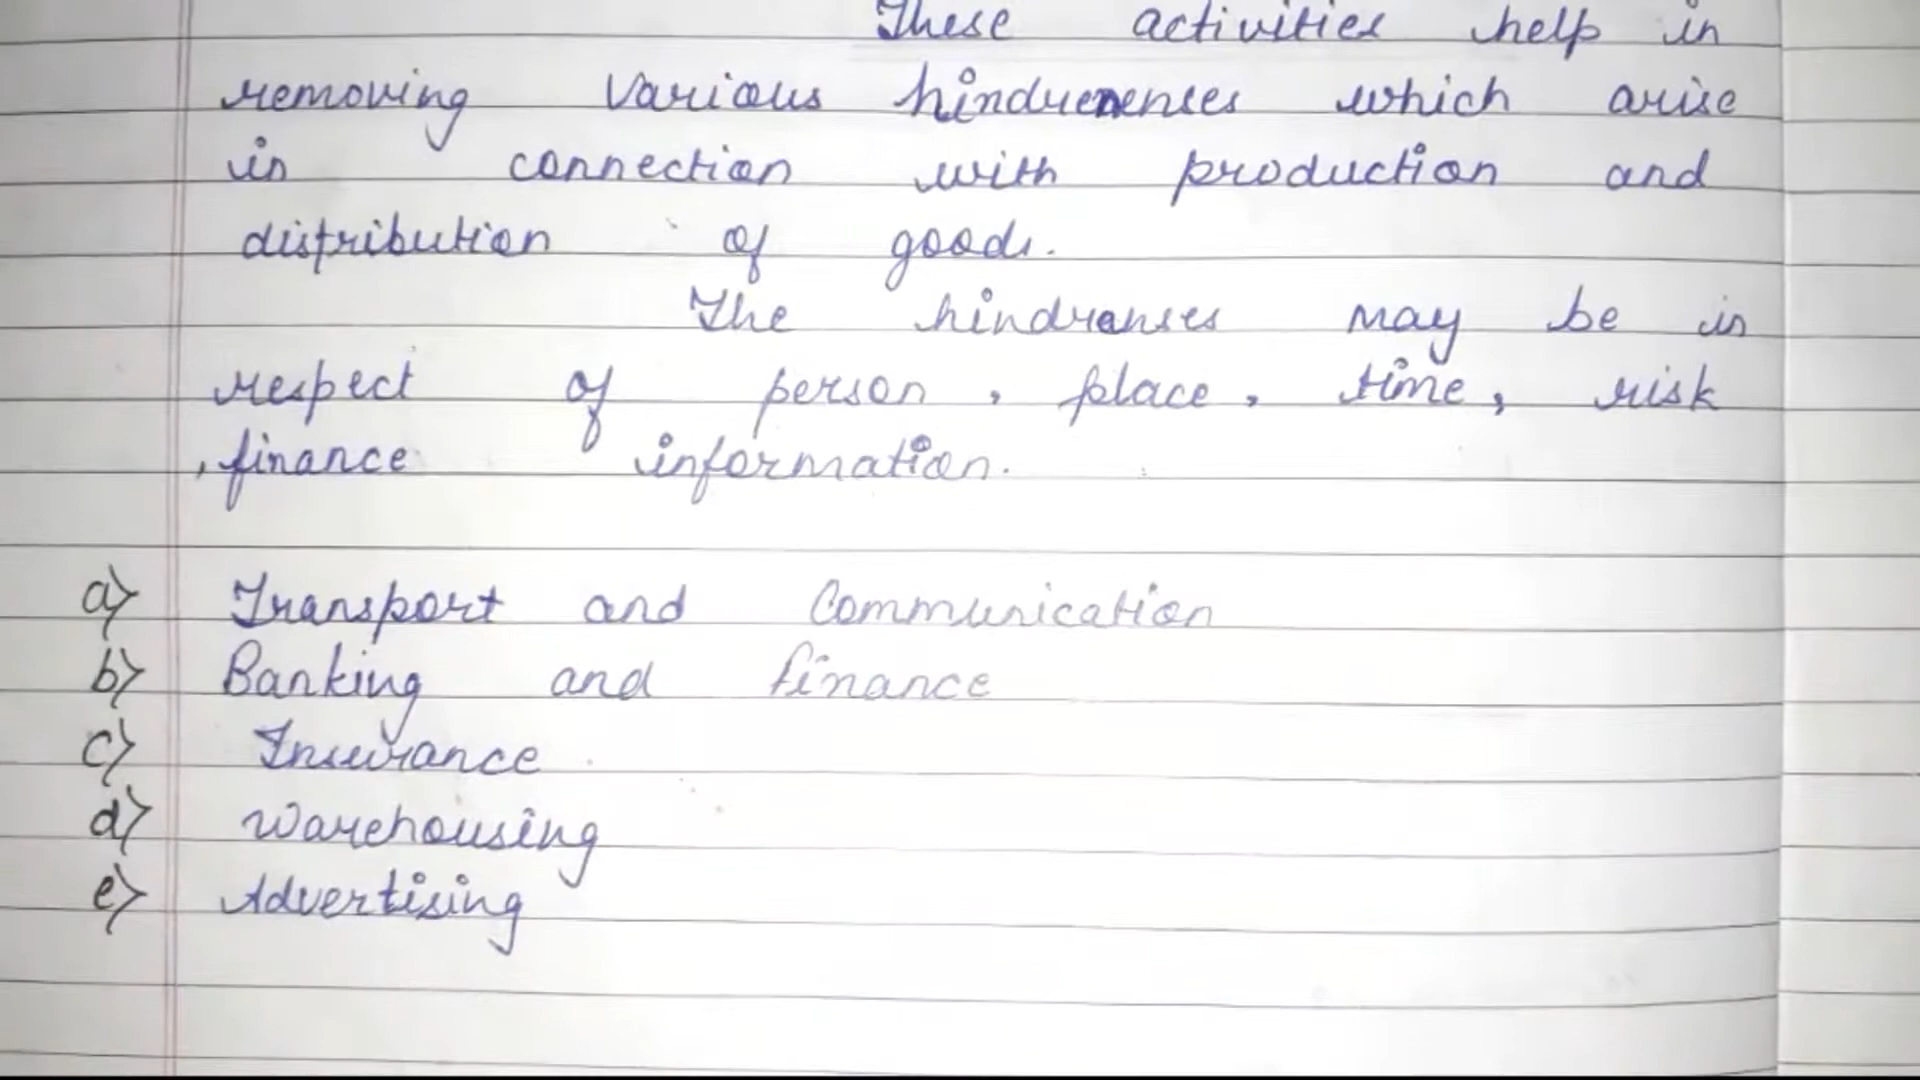 These activities help in
removing various hindrenences which arise
in connection with production and
distribution of goods.
The hindranses may be in
respect of person, place, time, risk
, finance information.
a) Transport and Communication
b) Banking and finance
c) Insurance
d) Warehousing
e) Advertising